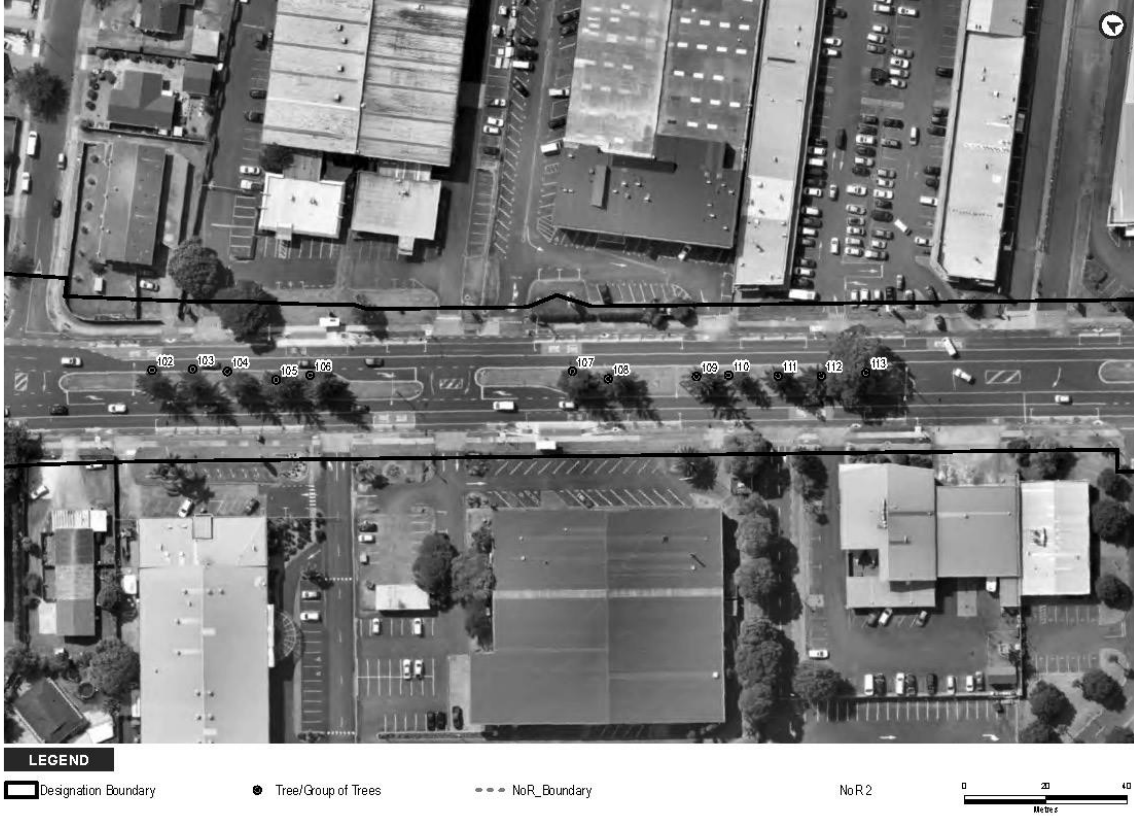 102 103 104 105 106 107 108 109 110 111 112 113
LEGEND
Designation Boundary Tree/Group of Trees NoR_Boundary NoR 2 0 20 40
Metres